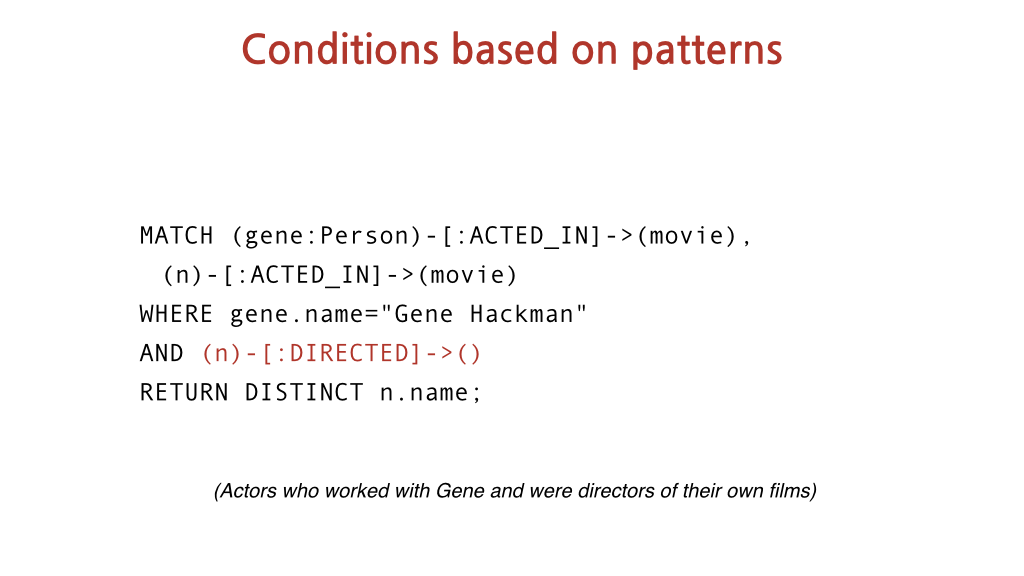 Conditions based on patterns
MATCH (gene:Person)-[:ACTED_IN]->(movie),
(n)-[:ACTED_IN]->(movie)
WHERE gene.name="Gene Hackman"
AND (n)-[:DIRECTED]->()
RETURN DISTINCT n.name;
(Actors who worked with Gene and were directors of their own films)